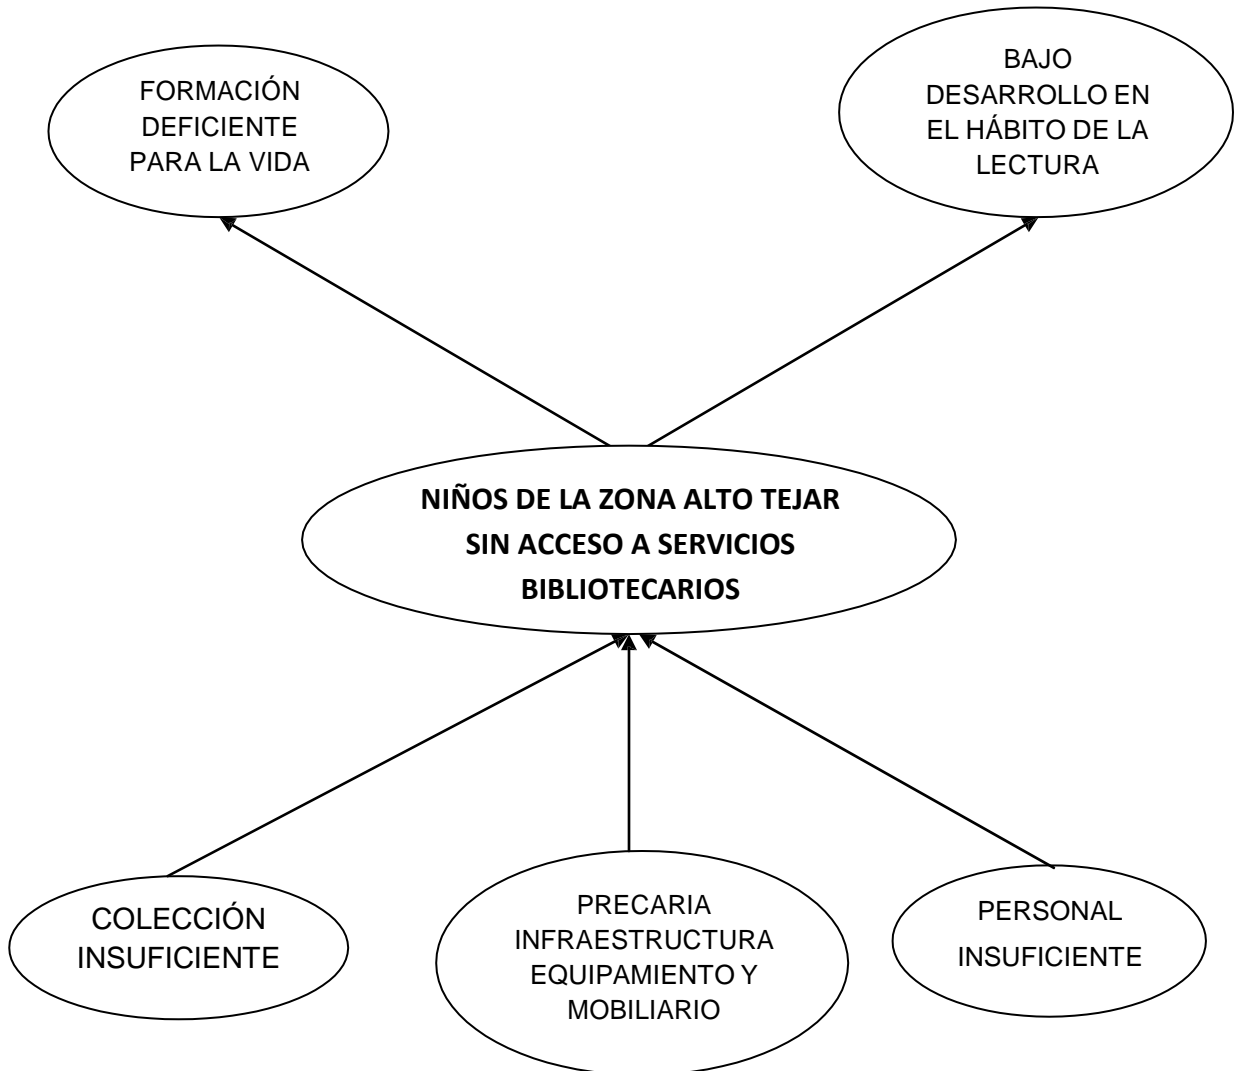 FORMACIÓN
DEFICIENTE
PARA LA VIDA
BAJO
DESARROLLO EN
EL HÁBITO DE LA
LECTURA
NIÑOS DE LA ZONA ALTO TEJAR
SIN ACCESO A SERVICIOS
BIBLIOTECARIOS
COLECCIÓN
INSUFICIENTE
PRECARIA
INFRAESTRUCTURA
EQUIPAMIENTO Y
MOBILIARIO
PERSONAL
INSUFICIENTE